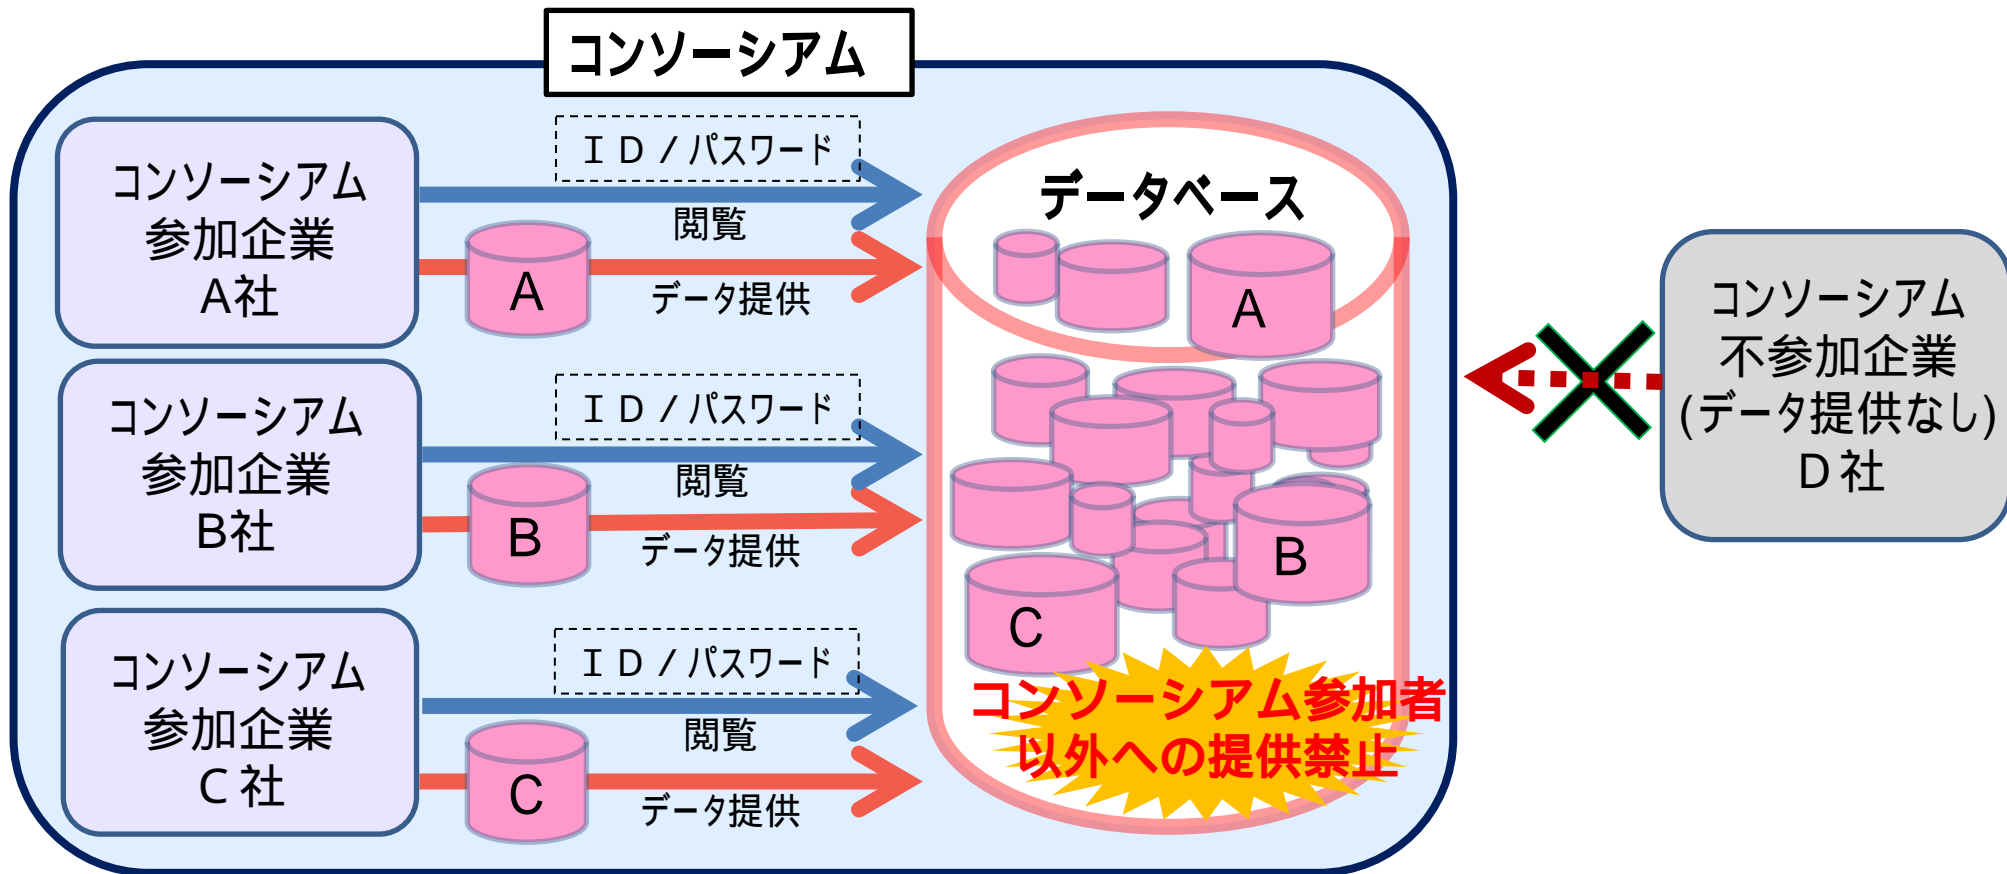 コンソーシアム
コンソーシアム
参加企業
A社
ＩＤ/パスワード
閲覧
A
データ提供
コンソーシアム
参加企業
B社
ＩＤ/パスワード
閲覧
B
データ提供
コンソーシアム
参加企業
Ｃ社
ＩＤ/パスワード
閲覧
C
データ提供
データベース
A
B
C
コンソーシアム参加者
以外への提供禁止
コンソーシアム
不参加企業
(データ提供なし)
Ｄ社